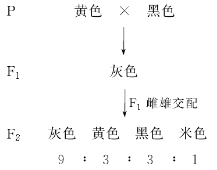 P 黄色 × 黑色
F₁ 灰色
F₁ 雌雄交配
F₂ 灰色 黄色 黑色 米色
9 : 3 : 3 : 1